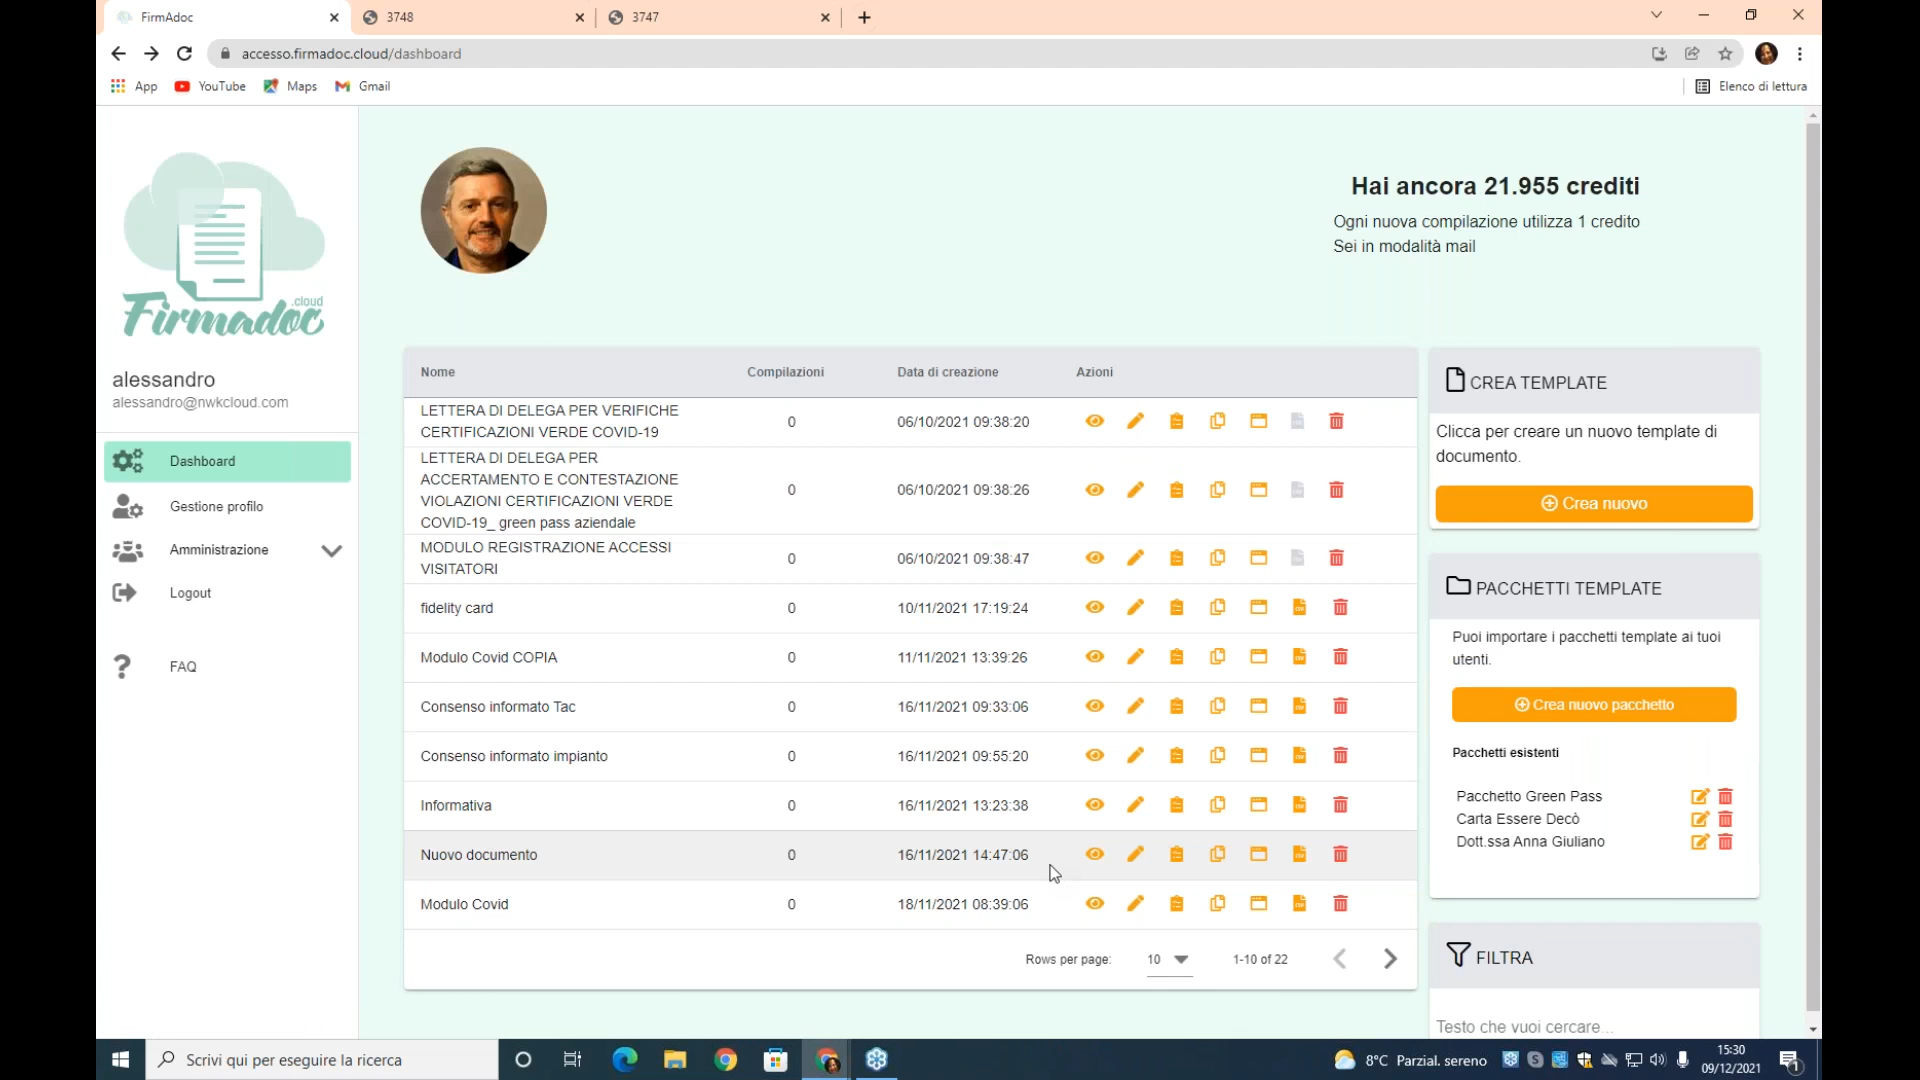 FirmAdoc
3748
3747
accesso.firmadoc.cloud/dashboard
App
YouTube
Maps
Gmail
Elenco di lettura
.cloud
Firmadoc
alessandro
alessandro@nwkcloud.com
Dashboard
Gestione profilo
Amministrazione
Logout
? FAQ
Hai ancora 21.955 crediti
Ogni nuova compilazione utilizza 1 credito
Sei in modalità mail
Nome Compilazioni Data di creazione Azioni
LETTERA DI DELEGA PER VERIFICHE
CERTIFICAZIONI VERDE COVID-19
0 06/10/2021 09:38:20
LETTERA DI DELEGA PER
ACCERTAMENTO E CONTESTAZIONE
VIOLAZIONI CERTIFICAZIONI VERDE
COVID-19_ green pass aziendale
0 06/10/2021 09:38:26
MODULO REGISTRAZIONE ACCESSI
VISITATORI
0 06/10/2021 09:38:47
fidelity card 0 10/11/2021 17:19:24
Modulo Covid COPIA 0 11/11/2021 13:39:26
Consenso informato Tac 0 16/11/2021 09:33:06
Consenso informato impianto 0 16/11/2021 09:55:20
Informativa 0 16/11/2021 13:23:38
Nuovo documento 0 16/11/2021 14:47:06
Modulo Covid 0 18/11/2021 08:39:06
Rows per page: 10 1-10 of 22
CREA TEMPLATE
Clicca per creare un nuovo template di
documento.
Crea nuovo
PACCHETTI TEMPLATE
Puoi importare i pacchetti template ai tuoi
utenti.
Crea nuovo pacchetto
Pacchetti esistenti
Pacchetto Green Pass
Carta Essere Decò
Dott.ssa Anna Giuliano
FILTRA
Testo che vuoi cercare...
Scrivi qui per eseguire la ricerca
8°C Parzial. sereno
15:30
09/12/2021
1